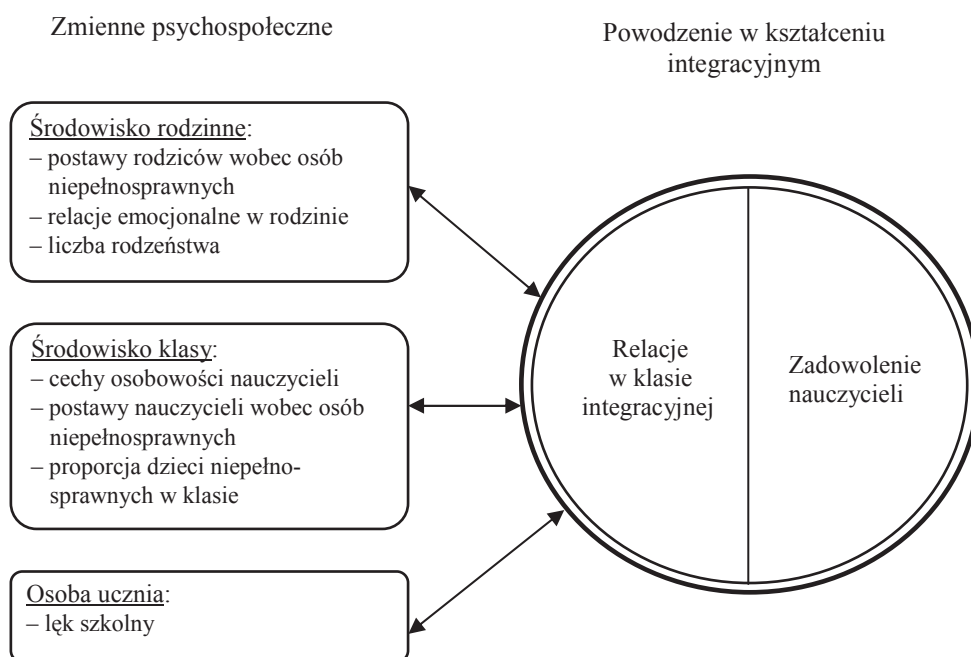 Zmienne psychospołeczne
Powodzenie w kształceniu
integracyjnym
Środowisko rodzinne:
– postawy rodziców wobec osób
niepełnosprawnych
– relacje emocjonalne w rodzinie
– liczba rodzeństwa
Środowisko klasy:
– cechy osobowości nauczycieli
– postawy nauczycieli wobec osób
niepełnosprawnych
– proporcja dzieci niepełno-
sprawnych w klasie
Osoba ucznia:
– lęk szkolny
Relacje
w klasie
integracyjnej
Zadowolenie
nauczycieli